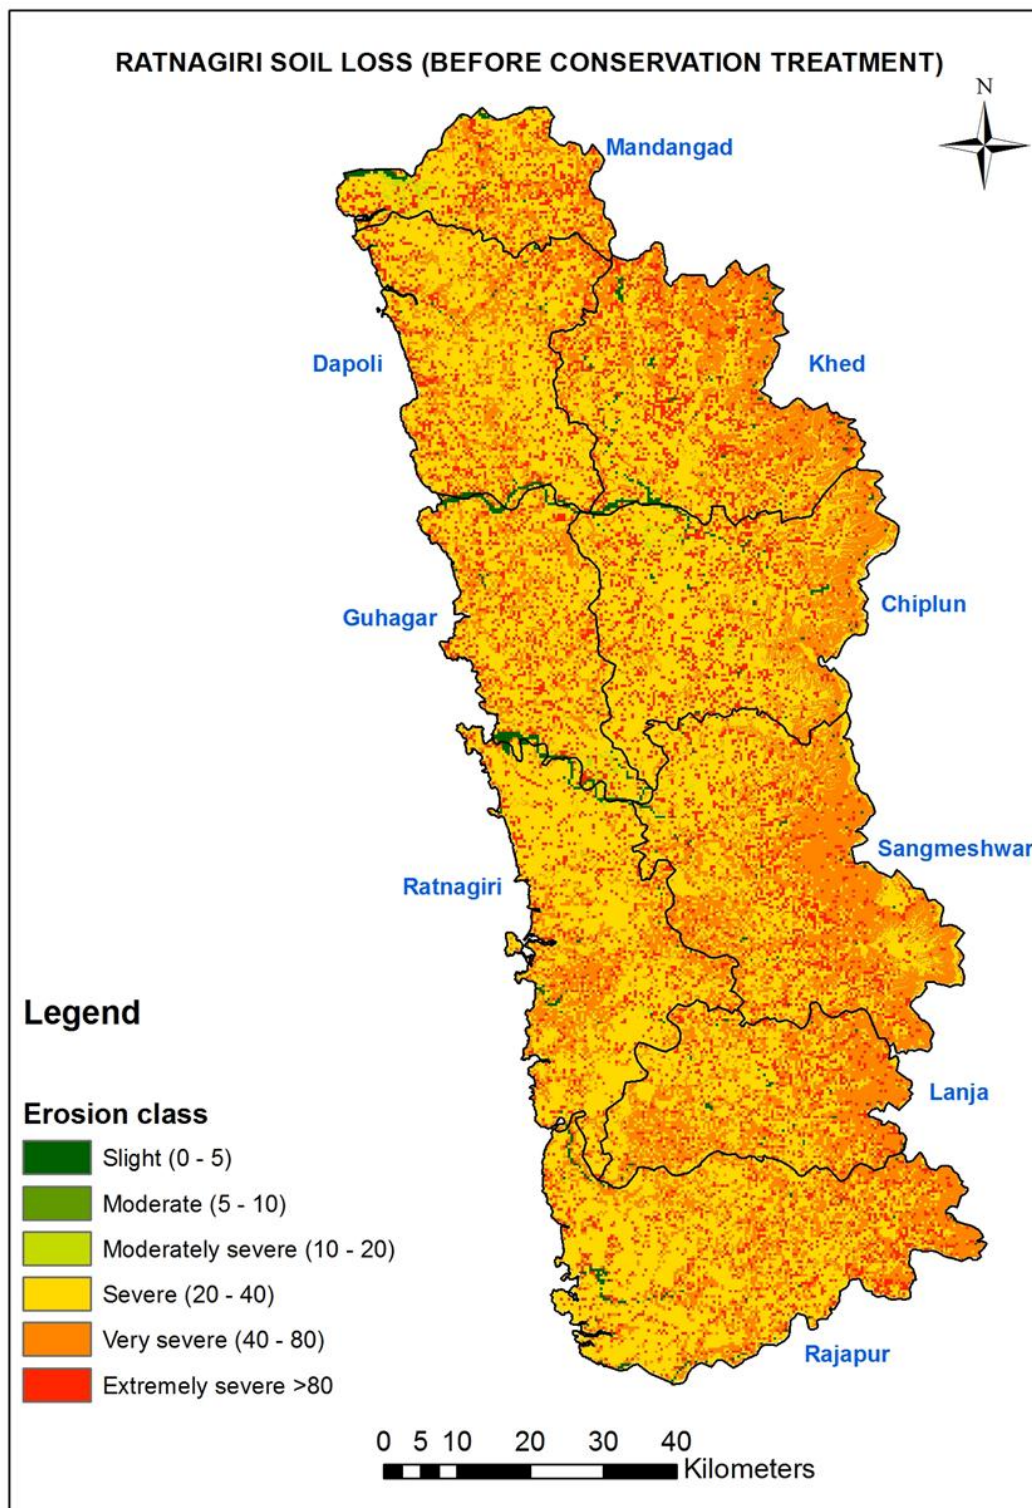 RATNAGIRI SOIL LOSS (BEFORE CONSERVATION TREATMENT)
N
Mandangad
Dapoli
Khed
Chiplun
Guhagar
Sangmeshwar
Ratnagiri
Lanja
Rajapur
Legend
Erosion class
Slight (0 - 5)
Moderate (5 - 10)
Moderately severe (10 - 20)
Severe (20 - 40)
Very severe (40 - 80)
Extremely severe >80
0 5 10 20 30 40
Kilometers